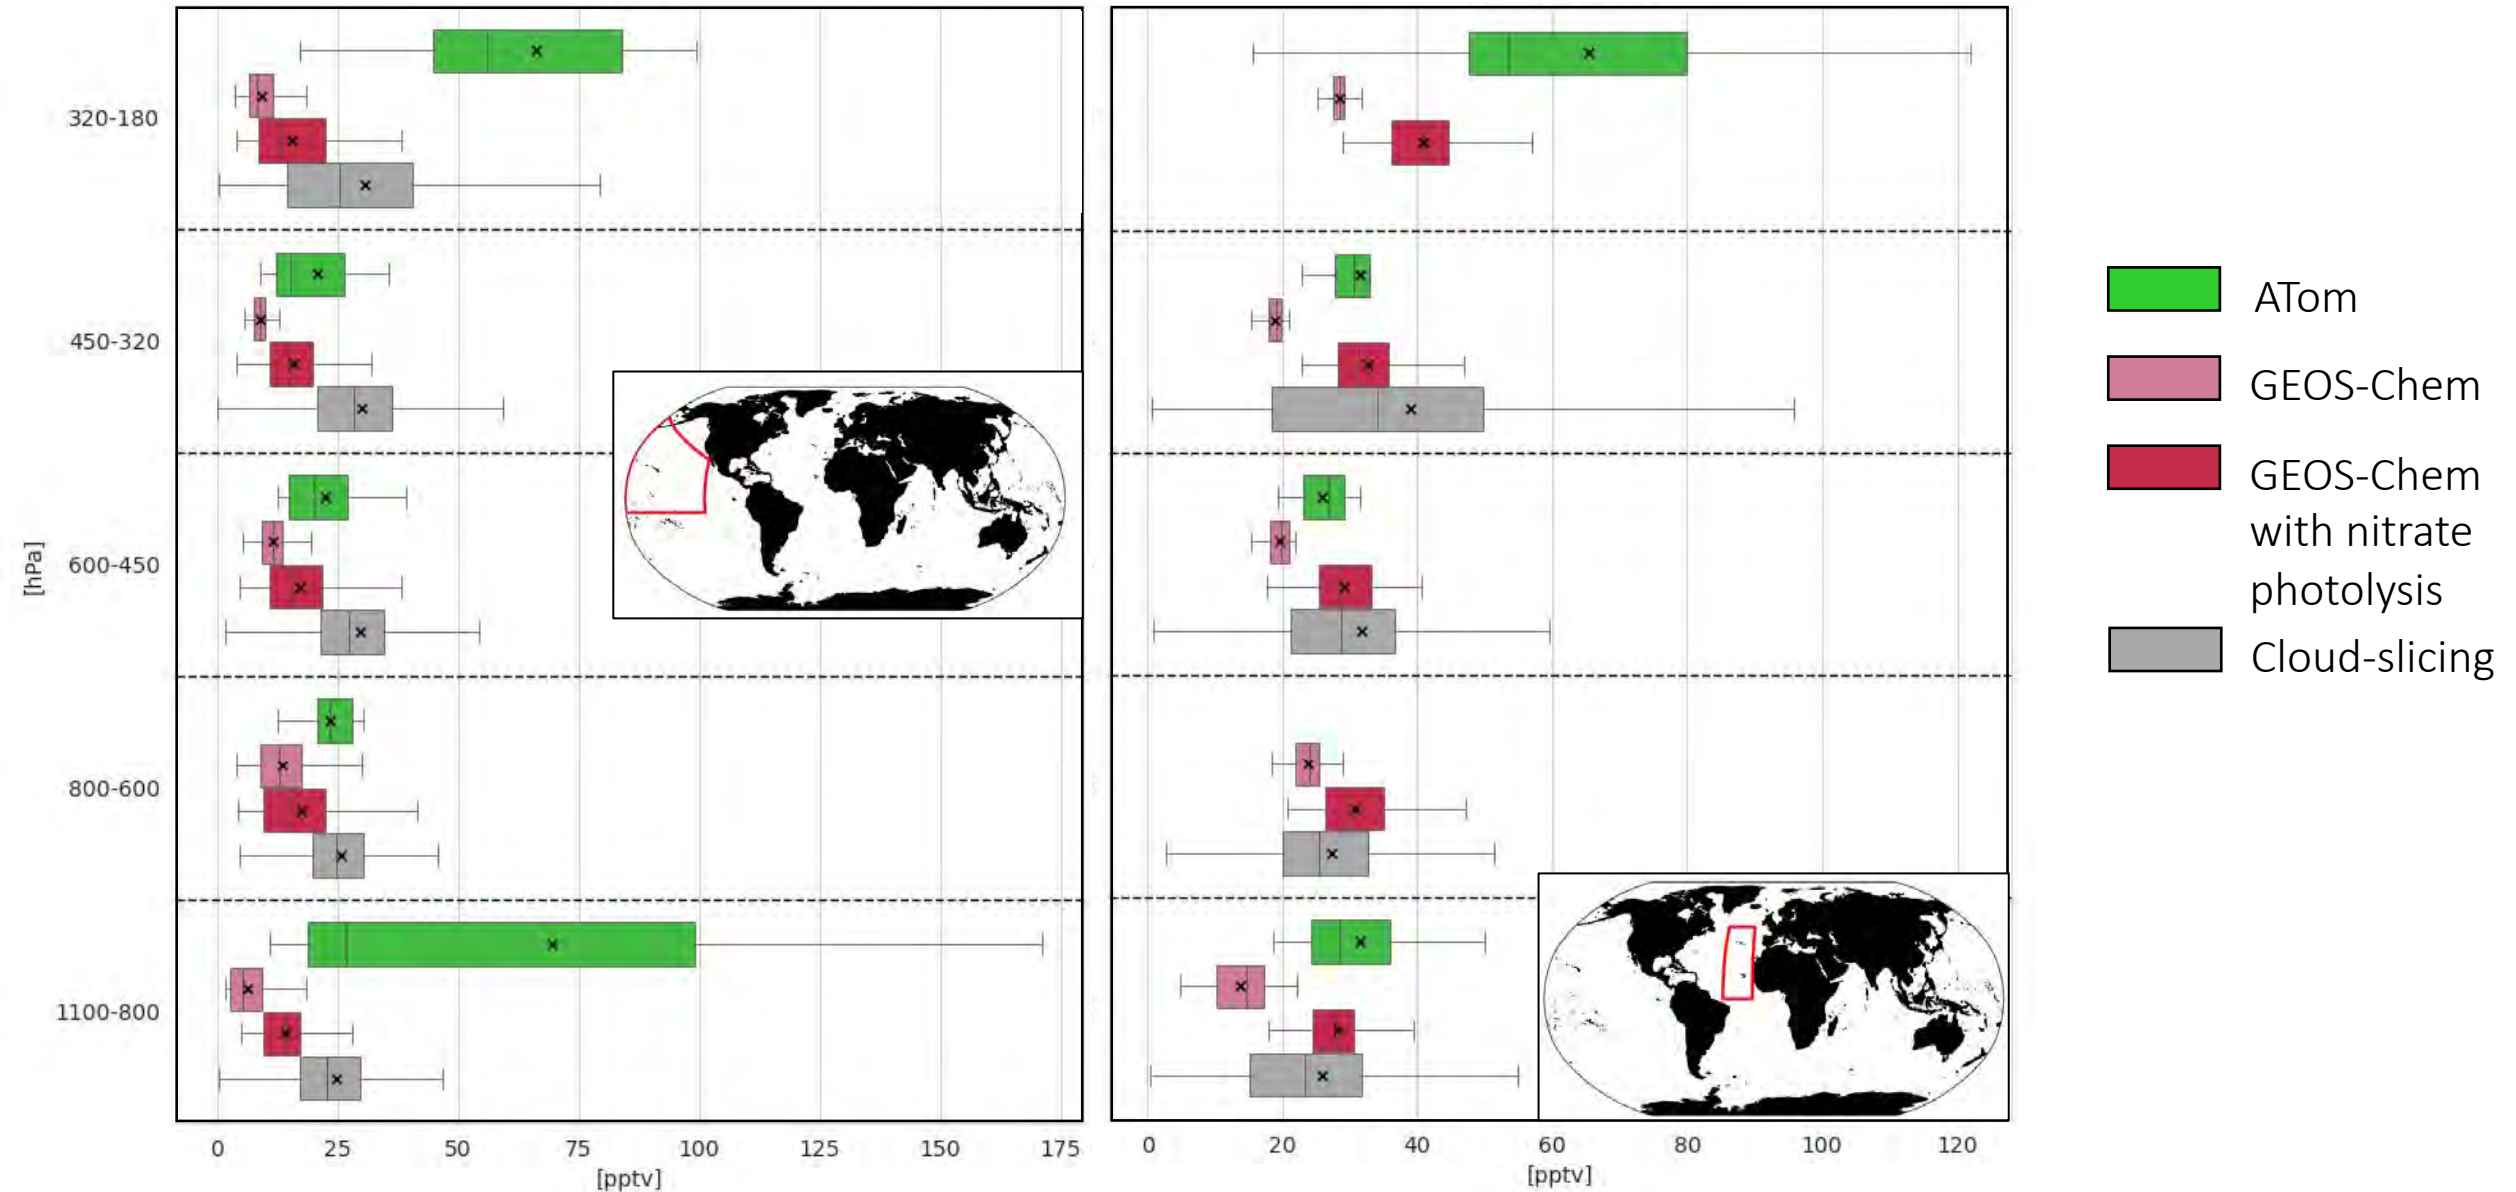 320-180
450-320
600-450
800-600
1100-800
[hPa]
0 25 50 75 100 125 150 175
[pptv]
0 20 40 60 80 100 120
[pptv]
ATom
GEOS-Chem
GEOS-Chem
with nitrate
photolysis
Cloud-slicing